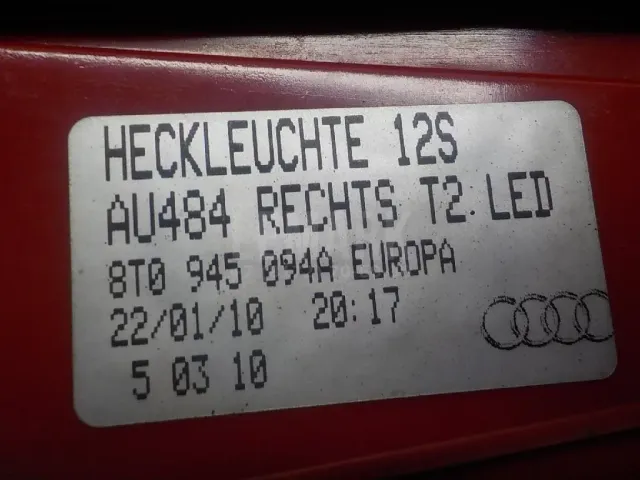 HECKLEUCHTE 12S
AU484 RECHTS T2. LED
8T0 945 094A EUROPA
22/01/10 20:17
5 03 10